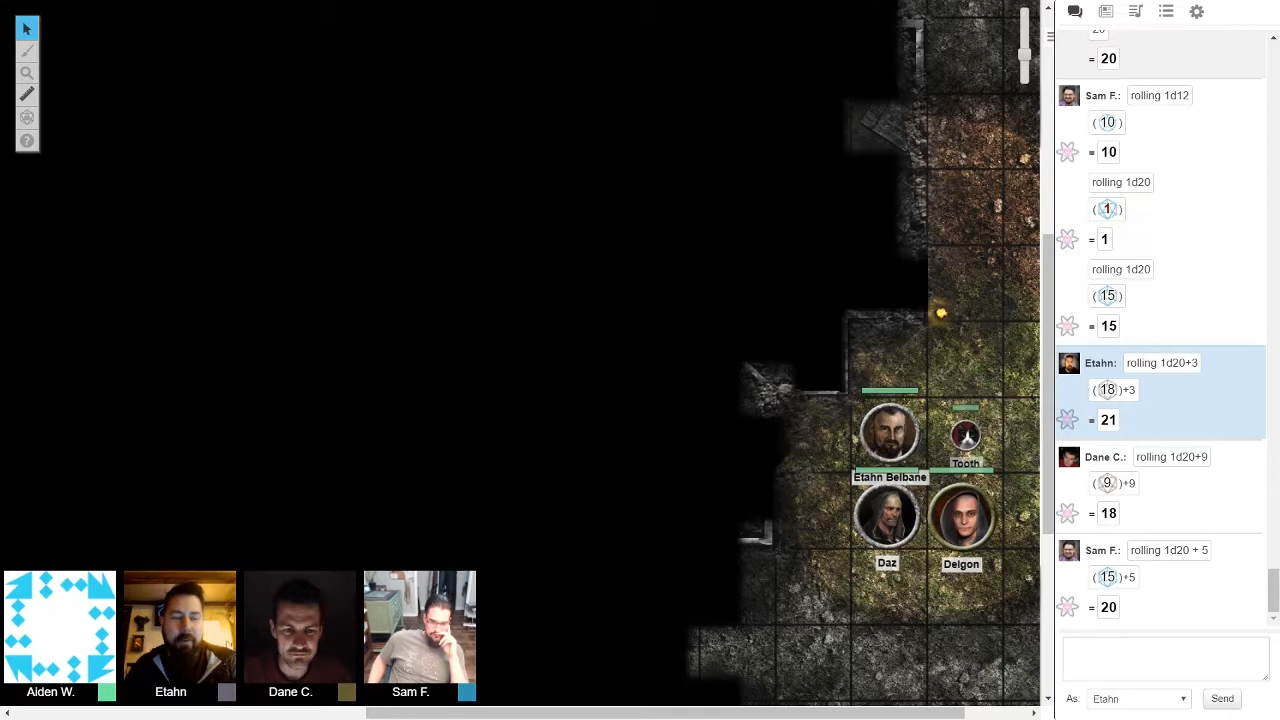 20
= 20
Sam F.: rolling 1d12
(10)
= 10
rolling 1d20
(1)
= 1
rolling 1d20
(15)
= 15
Etahn: rolling 1d20+3
(18)+3
= 21
Dane C.: rolling 1d20+9
(9)+9
= 18
Sam F.: rolling 1d20 + 5
(15)+5
= 20
As: Etahn Send
Tooth
Etahn Belbane
Daz Delgon
Aiden W. Etahn Dane C. Sam F.